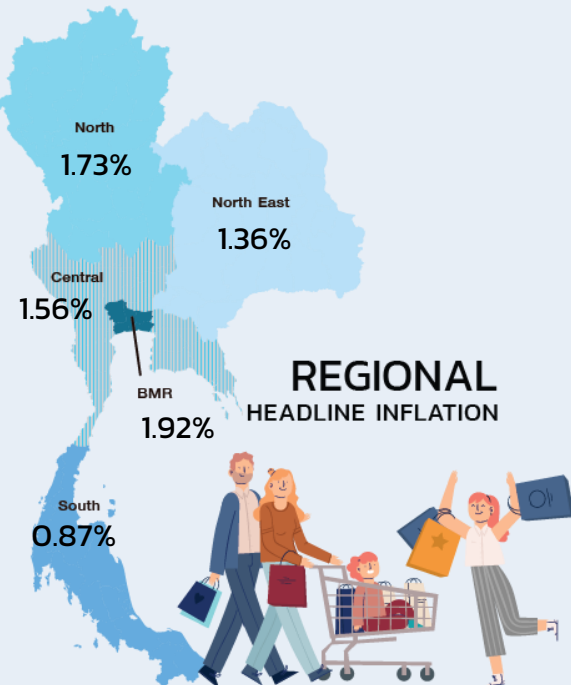 North
1.73%
North East
1.36%
Central
1.56%
BMR
1.92%
REGIONAL
HEADLINE INFLATION
South
0.87%